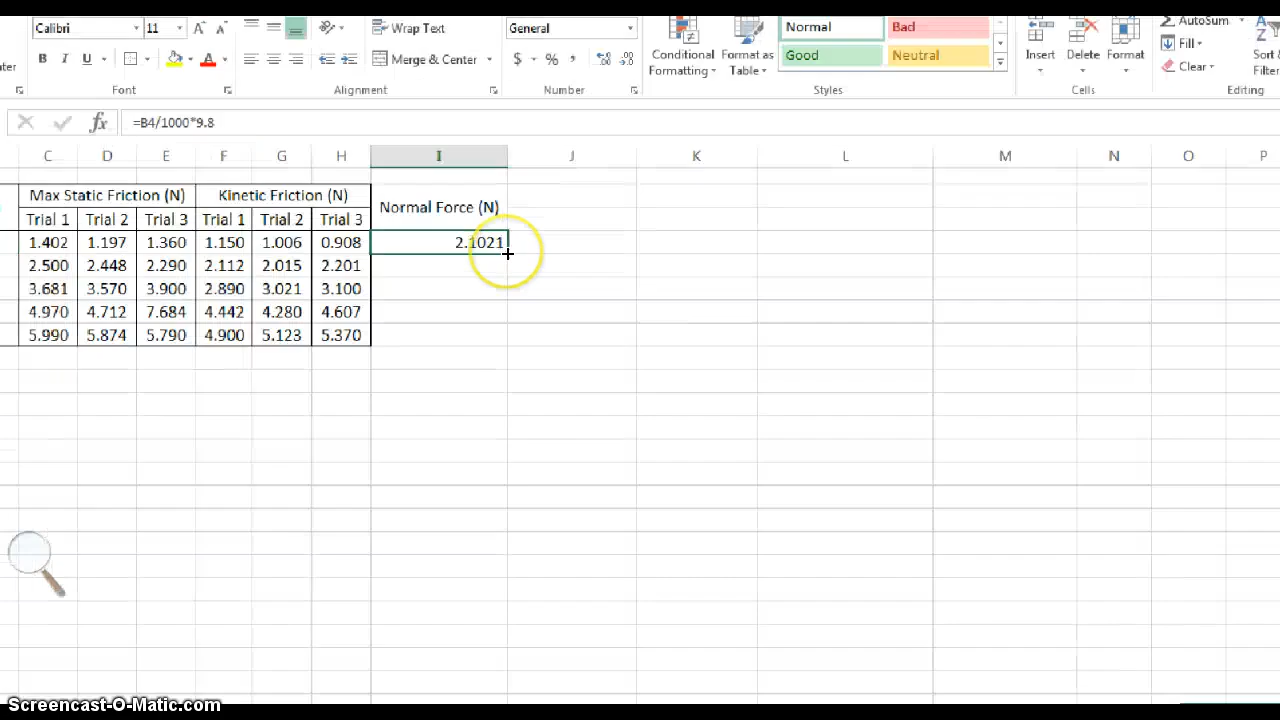 Calibri 11 A A Wrap Text General Normal Bad Insert Delete Format AutoSum
ter B I U A Merge & Center $ % , Conditional Formatting Format as Table Good Neutral Fill Clear Sort & Filter
Font Alignment Number Styles Cells Editing
fx =B4/1000*9.8
C D E F G H I J K L M N O P
Max Static Friction (N) Kinetic Friction (N) Normal Force (N)
Trial 1 Trial 2 Trial 3 Trial 1 Trial 2 Trial 3
1.402 1.197 1.360 1.150 1.006 0.908 2.1021
2.500 2.448 2.290 2.112 2.015 2.201
3.681 3.570 3.900 2.890 3.021 3.100
4.970 4.712 7.684 4.442 4.280 4.607
5.990 5.874 5.790 4.900 5.123 5.370
Screencast-O-Matic.com